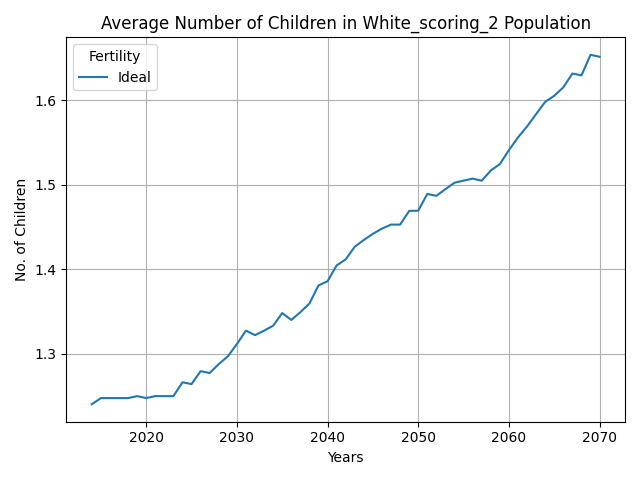 Average Number of Children in White_scoring_2 Population
Fertility
Ideal
1.6
1.5
1.4
1.3
No. of Children
2020 2030 2040 2050 2060 2070
Years